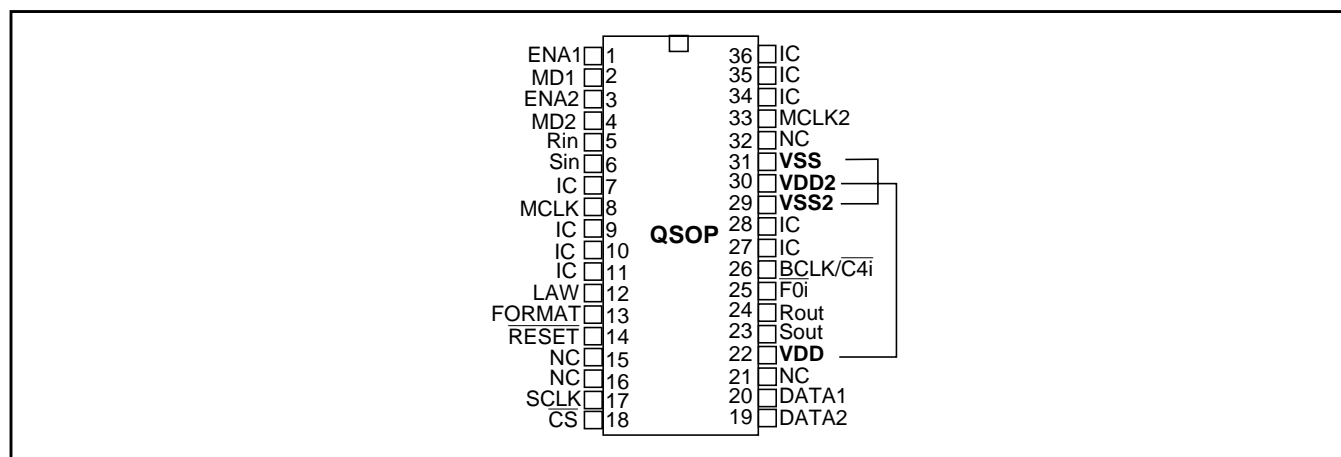 ENA1 1
MD1 2
ENA2 3
MD2 4
Rin 5
Sin 6
IC 7
MCLK 8
IC 9
IC 10
IC 11
LAW 12
FORMAT 13
RESET 14
NC 15
NC 16
SCLK 17
CS 18
QSOP
36 IC
35 IC
34 IC
33 MCLK2
32 NC
31 VSS
30 VDD2
29 VSS2
28 IC
27 IC
26 BCLK/C4i
25 F0i
24 Rout
23 Sout
22 VDD
21 NC
20 DATA1
19 DATA2